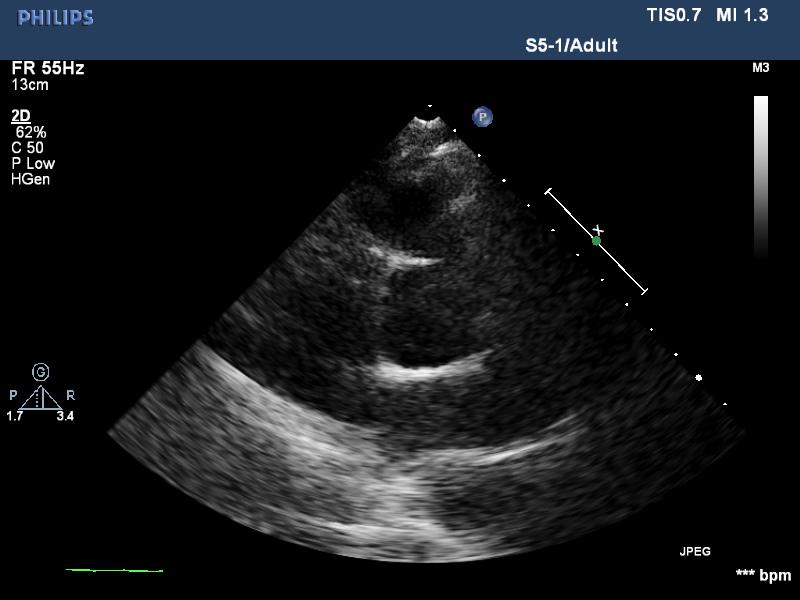 PHILIPS
TIS0.7 MI 1.3
S5-1/Adult
FR 55Hz
13cm
M3
2D
62%
C 50
P Low
HGen
P
G
P R
1.7 3.4
JPEG
*** bpm